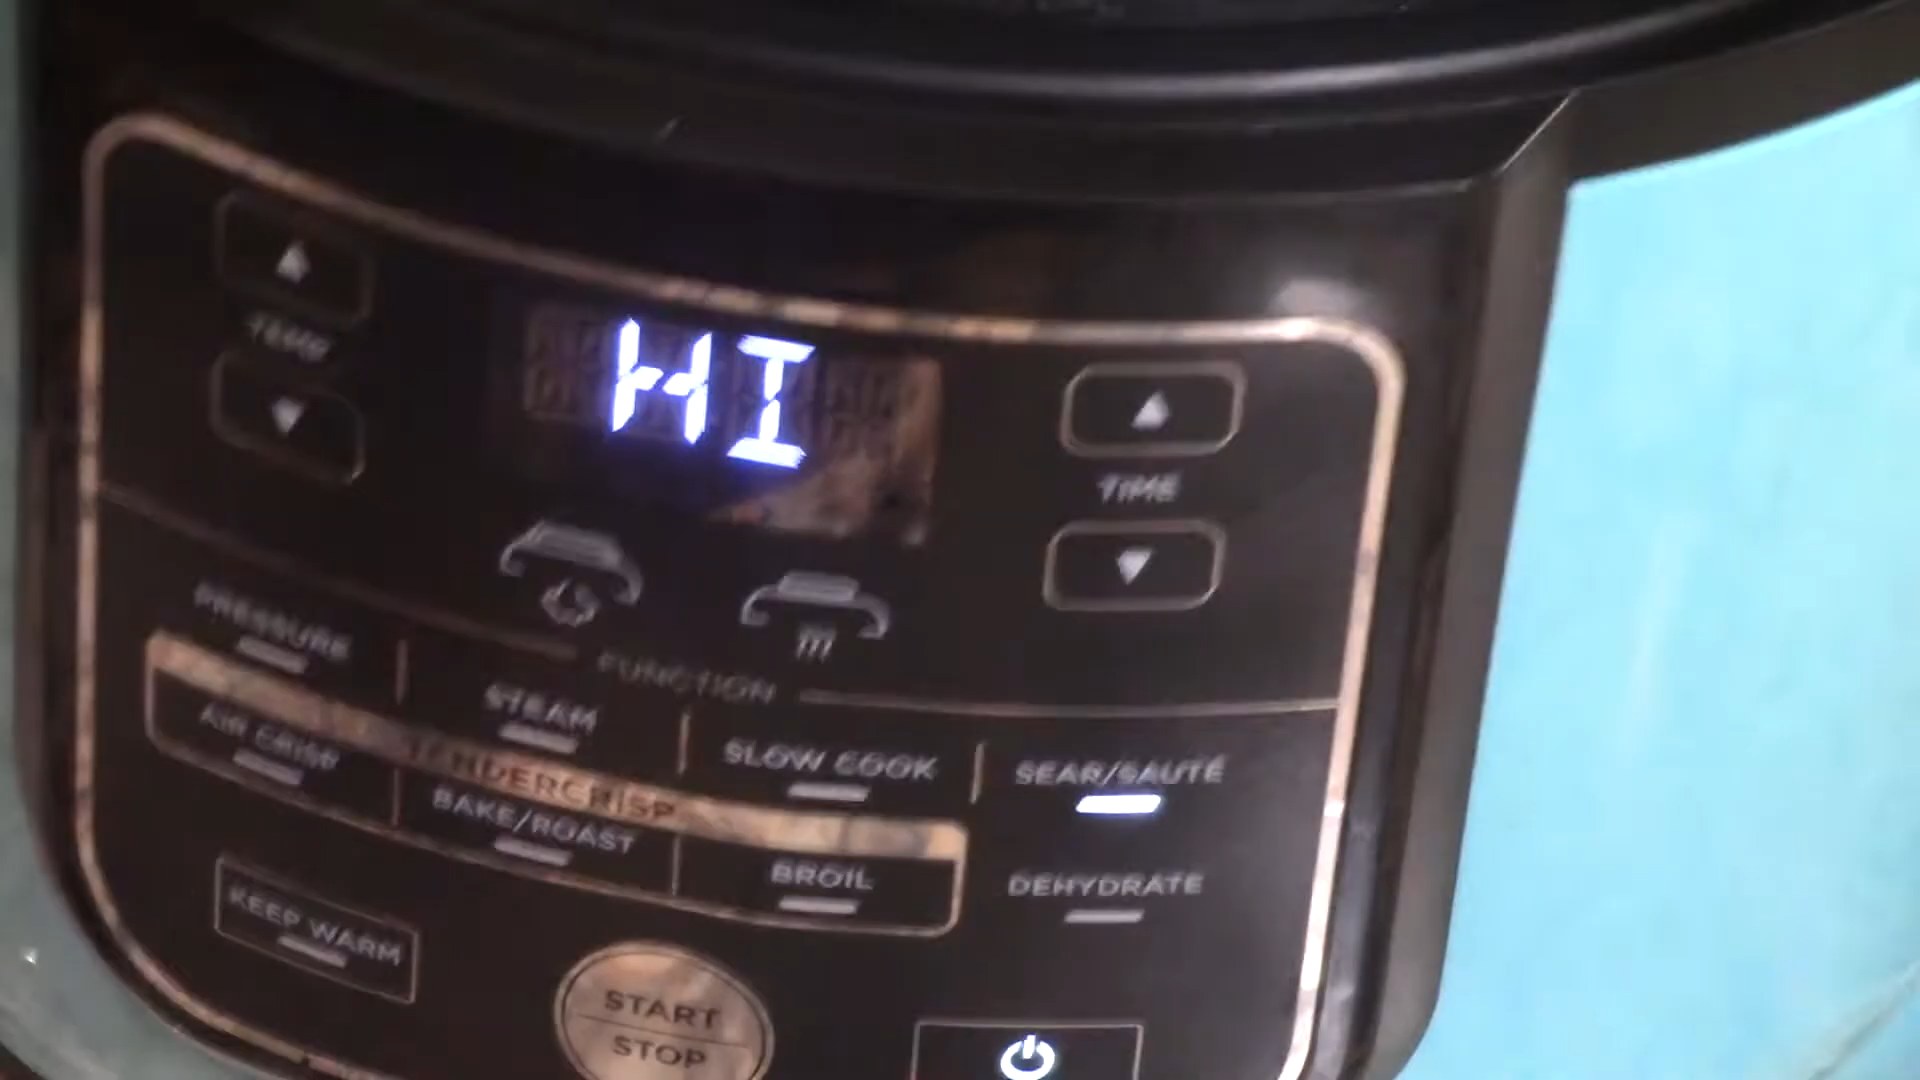 HI
TEMP
TIME
FUNCTION
PRESSURE
STEAM
SLOW COOK
SEAR/SAUTÉ
TENDERCRISP
AIR CRISP
BAKE/ROAST
BROIL
DEHYDRATE
KEEP WARM
START
STOP